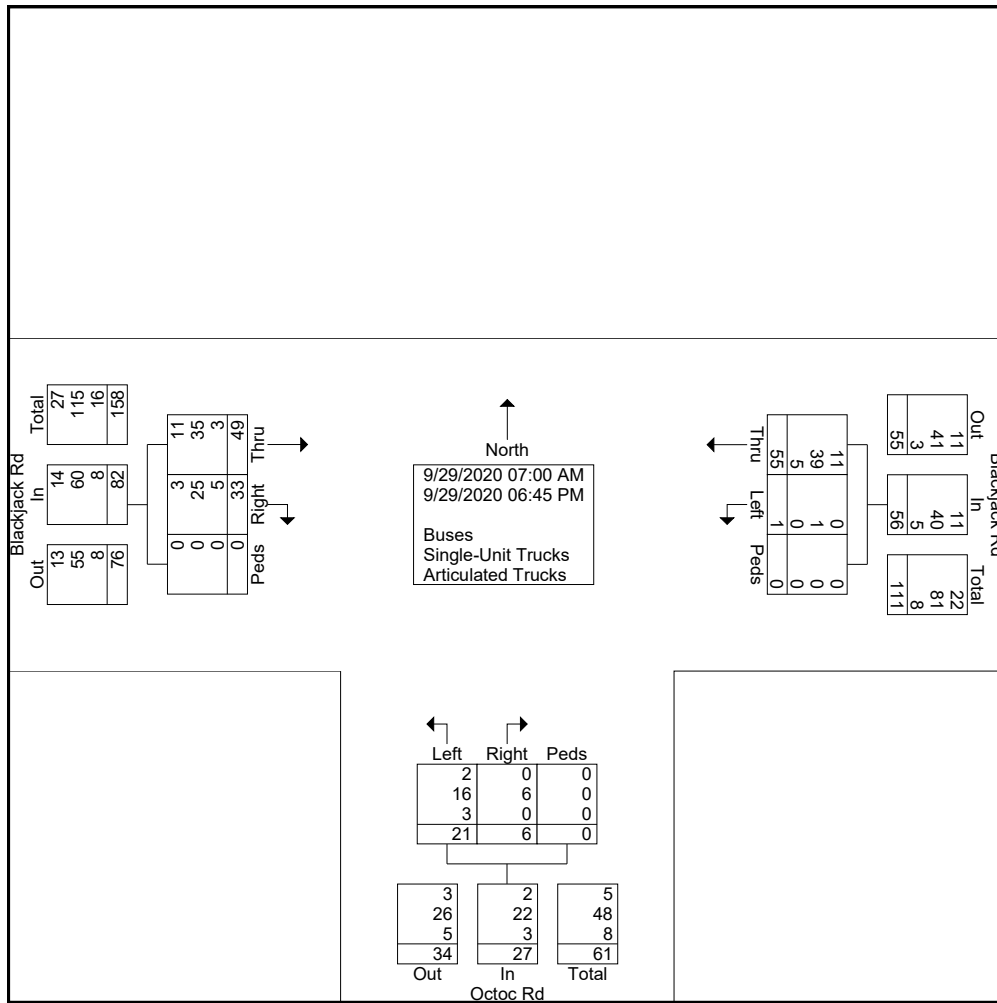 Blackjack Rd
Out In Total
13 14 27
55 60 115
8 8 16
76 82 158
11 3 0
35 25 0
3 5 0
49 33 0
Thru Right Peds
North
9/29/2020 07:00 AM
9/29/2020 06:45 PM
Buses
Single-Unit Trucks
Articulated Trucks
Blackjack Rd
Out In Total
11 11 22
41 40 81
3 5 8
55 56 111
11 0 0
39 1 0
5 0 0
55 1 0
Thru Left Peds
Left Right Peds
2 0 0
16 6 0
3 0 0
21 6 0
3 2 5
26 22 48
5 3 8
34 27 61
Out In Total
Octoc Rd